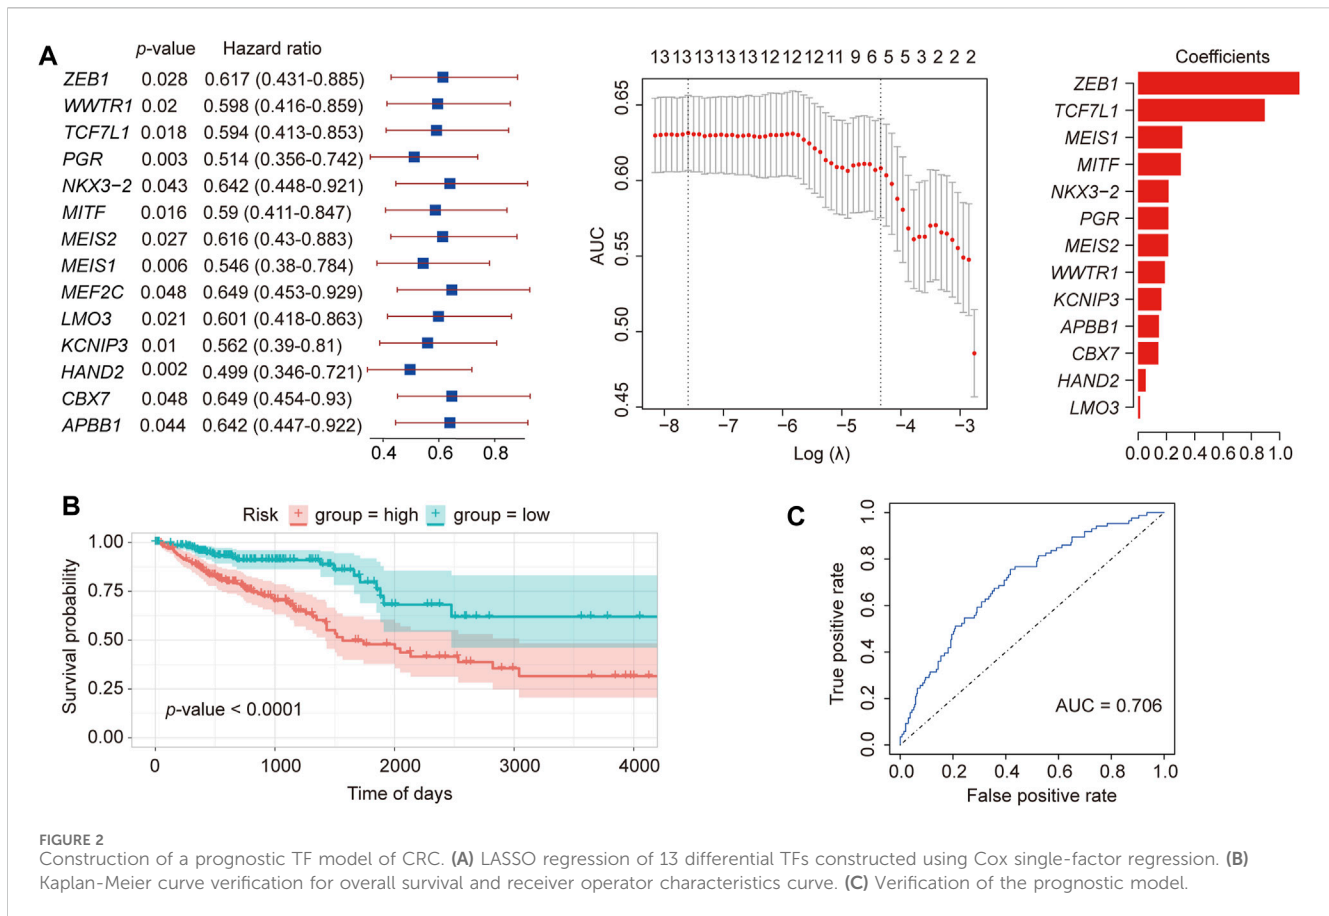 A
p-value Hazard ratio
ZEB1 0.028 0.617 (0.431-0.885)
WWTR1 0.02 0.598 (0.416-0.859)
TCF7L1 0.018 0.594 (0.413-0.853)
PGR 0.003 0.514 (0.356-0.742)
NKX3−2 0.043 0.642 (0.448-0.921)
MITF 0.016 0.59 (0.411-0.847)
MEIS2 0.027 0.616 (0.43-0.883)
MEIS1 0.006 0.546 (0.38-0.784)
MEF2C 0.048 0.649 (0.453-0.929)
LMO3 0.021 0.601 (0.418-0.863)
KCNIP3 0.01 0.562 (0.39-0.81)
HAND2 0.002 0.499 (0.346-0.721)
CBX7 0.048 0.649 (0.454-0.93)
APBB1 0.044 0.642 (0.447-0.922)
0.4 0.6 0.8
13 13 13 13 13 12 12 12 11 9 6 5 5 3 2 2 2
AUC
0.65
0.60
0.55
0.50
0.45
−8 −7 −6 −5 −4 −3
Log (λ)
Coefficients
ZEB1
TCF7L1
MEIS1
MITF
NKX3−2
PGR
MEIS2
WWTR1
KCNIP3
APBB1
CBX7
HAND2
LMO3
0.0 0.2 0.4 0.6 0.8 1.0
B
Risk group = high group = low
Survival probability
1.00
0.75
0.50
0.25
0.00
p-value < 0.0001
0 1000 2000 3000 4000
Time of days
C
True positive rate
1.0
0.8
0.6
0.4
0.2
0.0
AUC = 0.706
0.0 0.2 0.4 0.6 0.8 1.0
False positive rate
FIGURE 2
Construction of a prognostic TF model of CRC. (A) LASSO regression of 13 differential TFs constructed using Cox single-factor regression. (B)
Kaplan-Meier curve verification for overall survival and receiver operator characteristics curve. (C) Verification of the prognostic model.